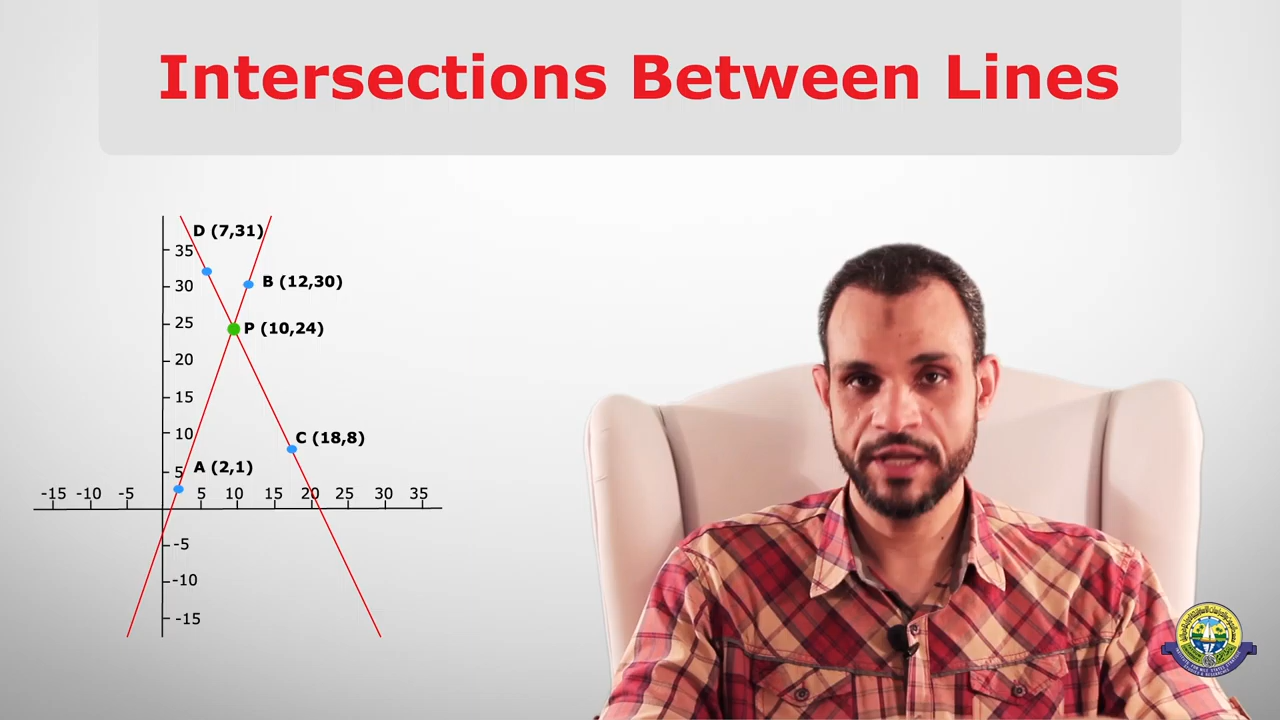 Intersections Between Lines
D (7,31)
35
30
B (12,30)
25
P (10,24)
20
15
10
C (18,8)
5
A (2,1)
-15 -10 -5 5 10 15 20 25 30 35
-5
-10
-15